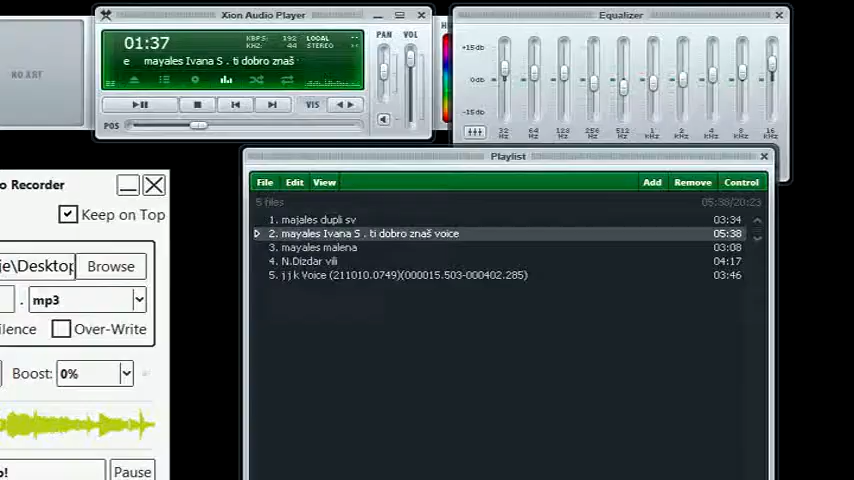 Xion Audio Player
Equalizer
NO ART
01:37
KBPS: 192 LOCAL
KHZ: 44 STEREO
e mayales Ivana S . ti dobro znaš
PAN VOL
VIS
POS
+15db
0db
-15db
32 Hz 64 Hz 128 Hz 256 Hz 512 Hz 1 kHz 2 kHz 4 kHz 8 kHz 16 kHz
Playlist
File Edit View Add Remove Control
5 files 05:38/20:23
1. majales dupli sv 03:34
2. mayales Ivana S . ti dobro znaš voice 05:38
3. mayales malena 03:08
4. N.Dizdar vili 04:17
5. jjk Voice (211010.0749)(000015.503-000402.285) 03:46
o Recorder
Keep on Top
je\Desktop Browse
. mp3
ilence Over-Write
Boost: 0%
p! Pause